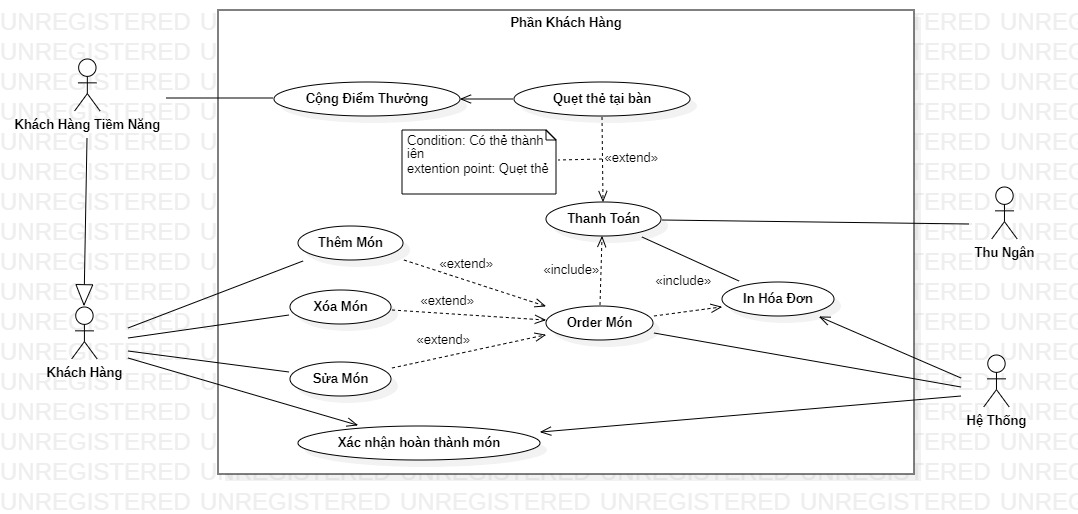 Phần Khách Hàng
Cộng Điểm Thưởng
Quẹt thẻ tại bàn
Khách Hàng Tiềm Năng
Condition: Có thẻ thành
iên
extention point: Quẹt thẻ
«extend»
Thanh Toán
Thu Ngân
Thêm Món
«extend»
«include»
«include»
Xóa Món
«extend»
In Hóa Đơn
Order Món
«extend»
Khách Hàng
Sửa Món
Hệ Thống
Xác nhận hoàn thành món
UNREGISTERED UNREGISTERED UNREGISTERED UNREGISTERED UNREGISTERED UNREG